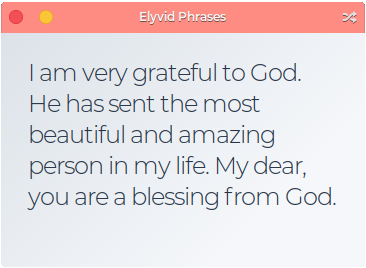 Elyvid Phrases
I am very grateful to God.
He has sent the most
beautiful and amazing
person in my life. My dear,
you are a blessing from God.